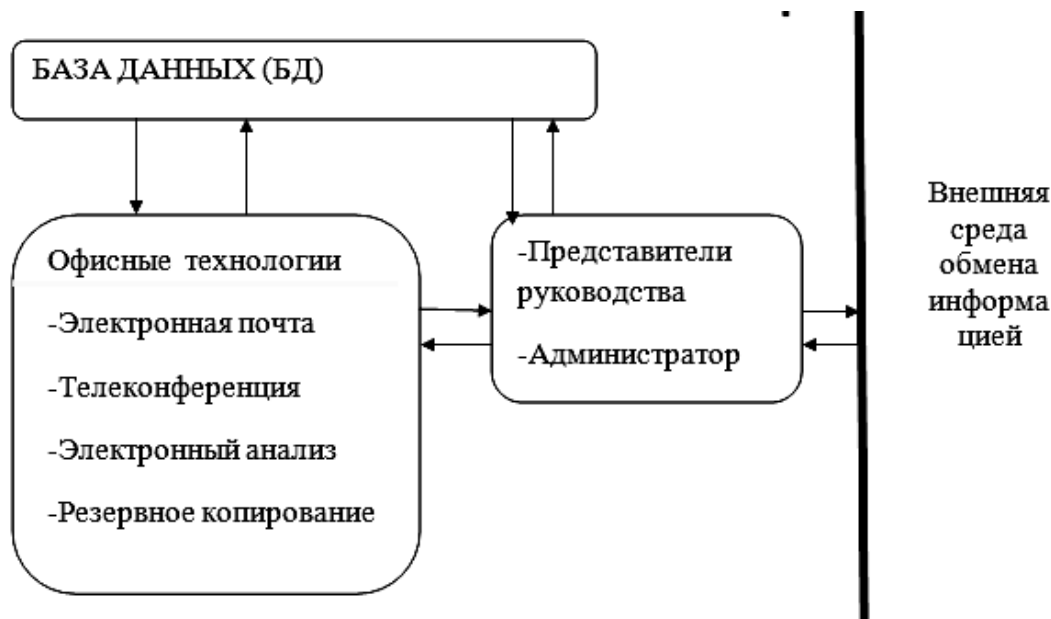 БАЗА ДАННЫХ (БД)
Офисные технологии
-Электронная почта
-Телеконференция
-Электронный анализ
-Резервное копирование
-Представители
руководства
-Администратор
Внешняя
среда
обмена
информа
цией